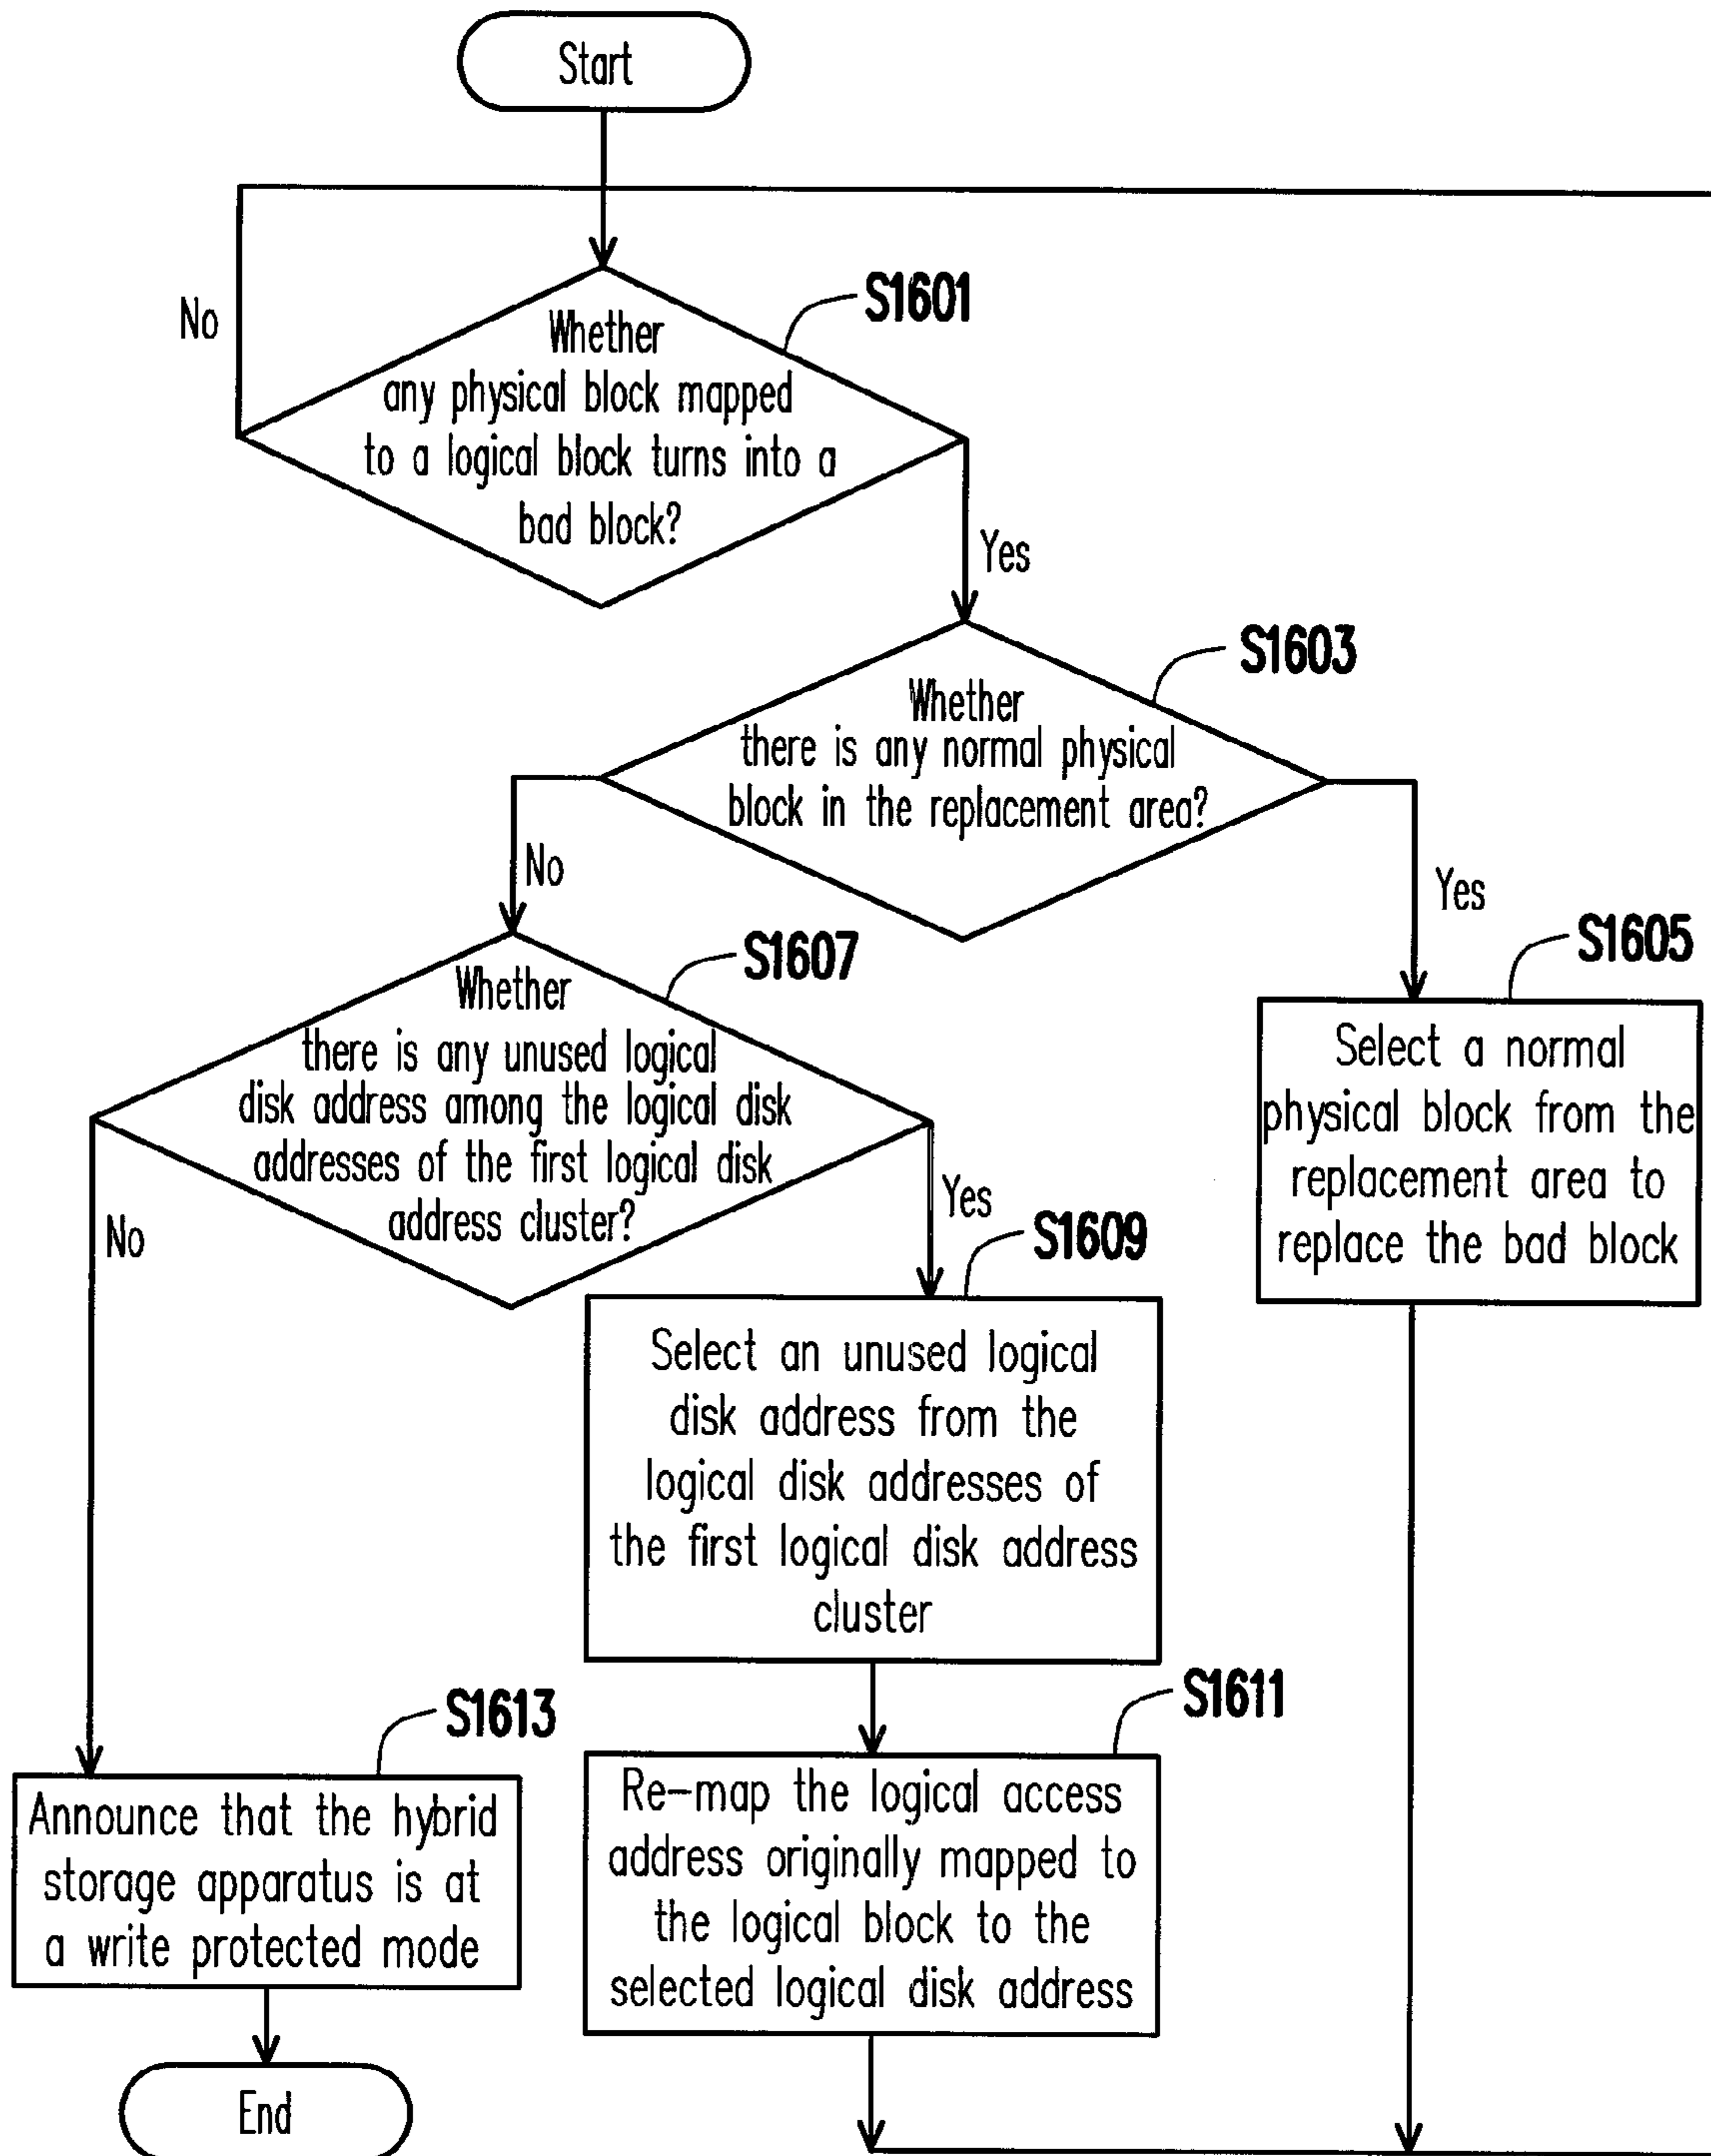 Start
No
S1601
Whether
any physical block mapped
to a logical block turns into a
bad block?
Yes
S1603
Whether
there is any normal physical
block in the replacement area?
No
Yes
S1605
Select a normal
physical block from the
replacement area to
replace the bad block
S1607
Whether
there is any unused logical
disk address among the logical disk
addresses of the first logical disk
address cluster?
No
Yes
S1609
Select an unused logical
disk address from the
logical disk addresses of
the first logical disk address
cluster
S1611
Re-map the logical access
address originally mapped to
the logical block to the
selected logical disk address
S1613
Announce that the hybrid
storage apparatus is at
a write protected mode
End